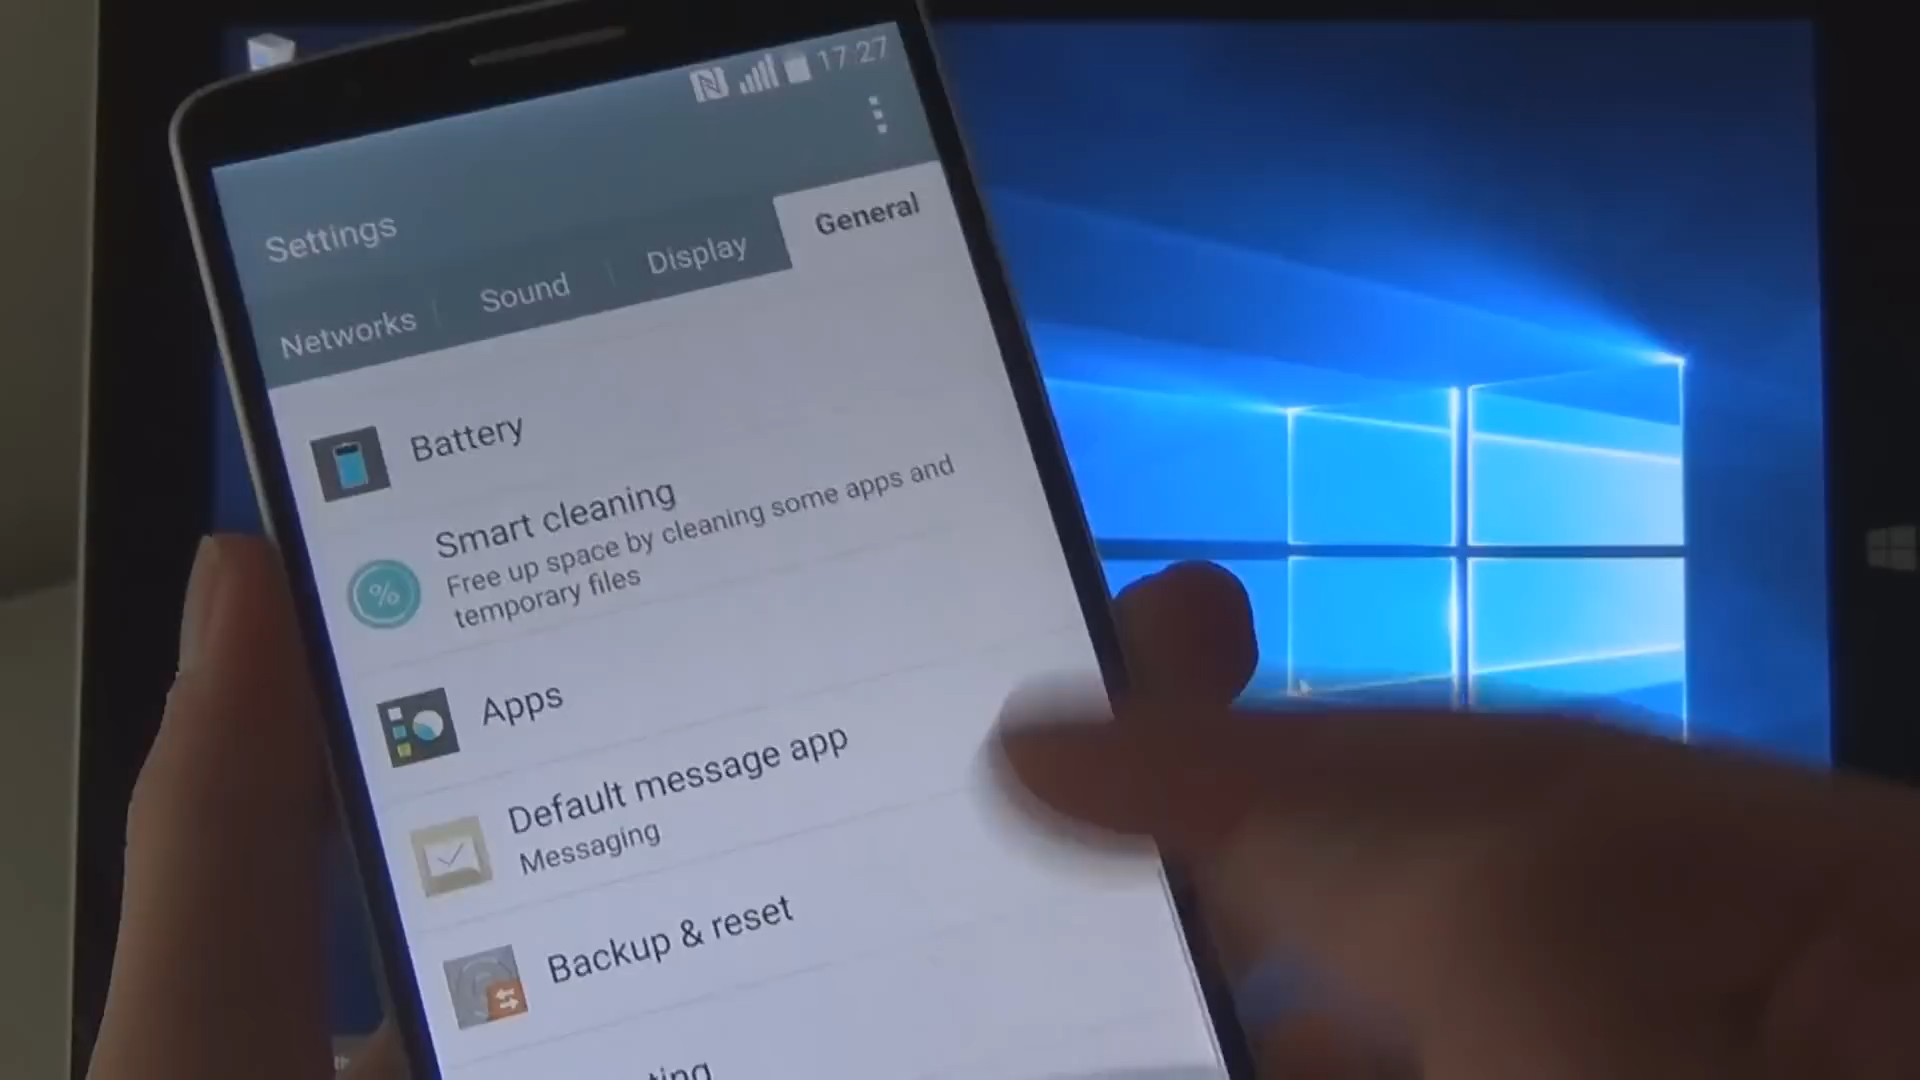 17:27
Settings
Networks
Sound
Display
General
Battery
Smart cleaning
Free up space by cleaning some apps and
temporary files
%
Apps
Default message app
Messaging
Backup & reset